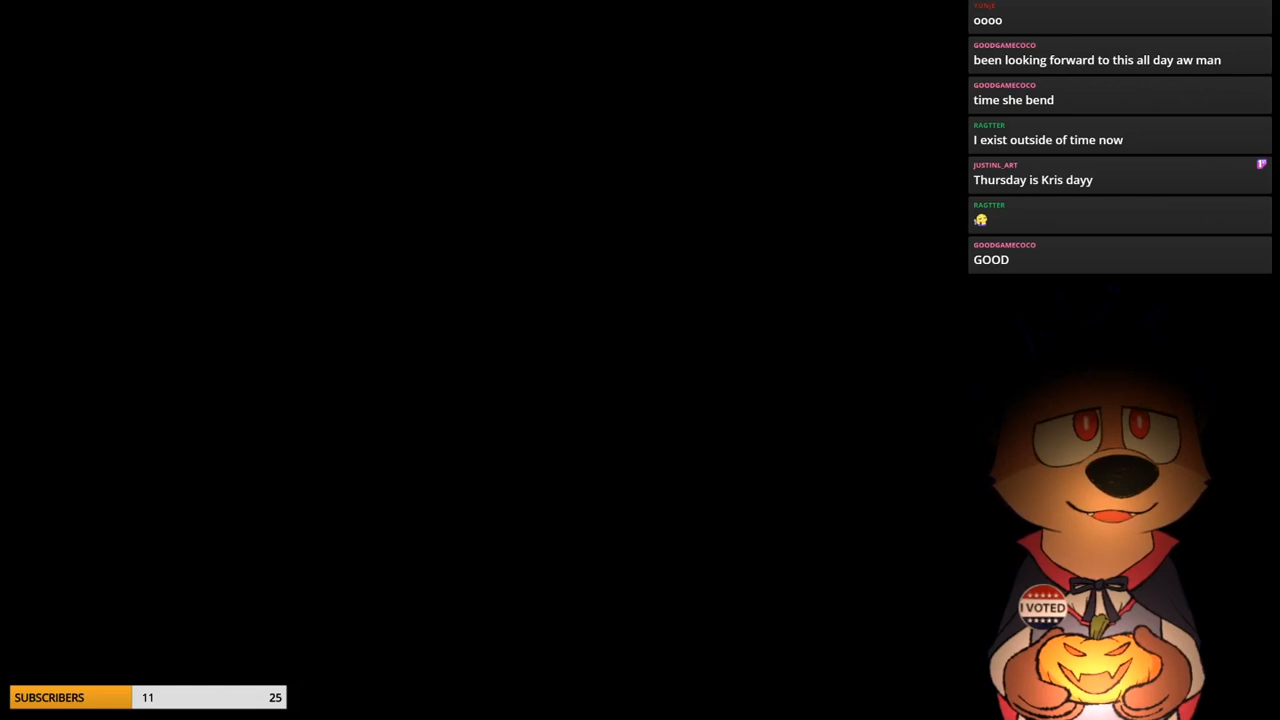 YUNJE
oooo
GOODGAMECOCO
been looking forward to this all day aw man
GOODGAMECOCO
time she bend
RAGTTER
I exist outside of time now
JUSTINL_ART
Thursday is Kris dayy
RAGTTER
GOODGAMECOCO
GOOD
I VOTED
SUBSCRIBERS 11 25